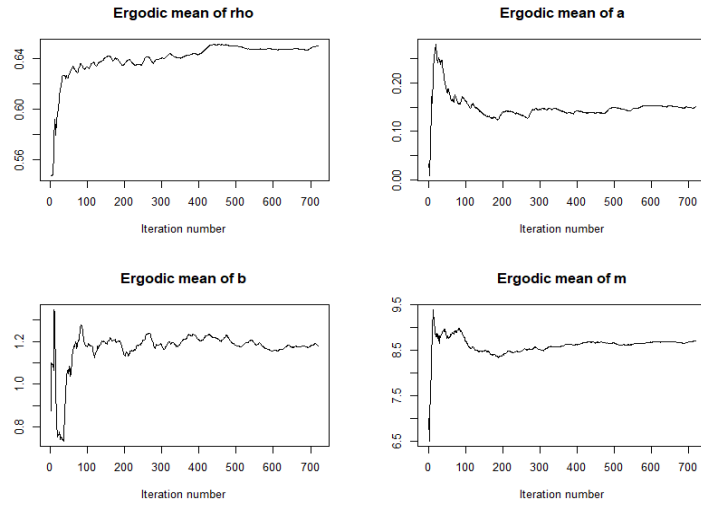 Ergodic mean of rho
0.56 0.60 0.64
0 100 200 300 400 500 600 700
Iteration number
Ergodic mean of a
0.00 0.10 0.20
0 100 200 300 400 500 600 700
Iteration number
Ergodic mean of b
0.8 1.0 1.2
0 100 200 300 400 500 600 700
Iteration number
Ergodic mean of m
6.5 7.5 8.5 9.5
0 100 200 300 400 500 600 700
Iteration number